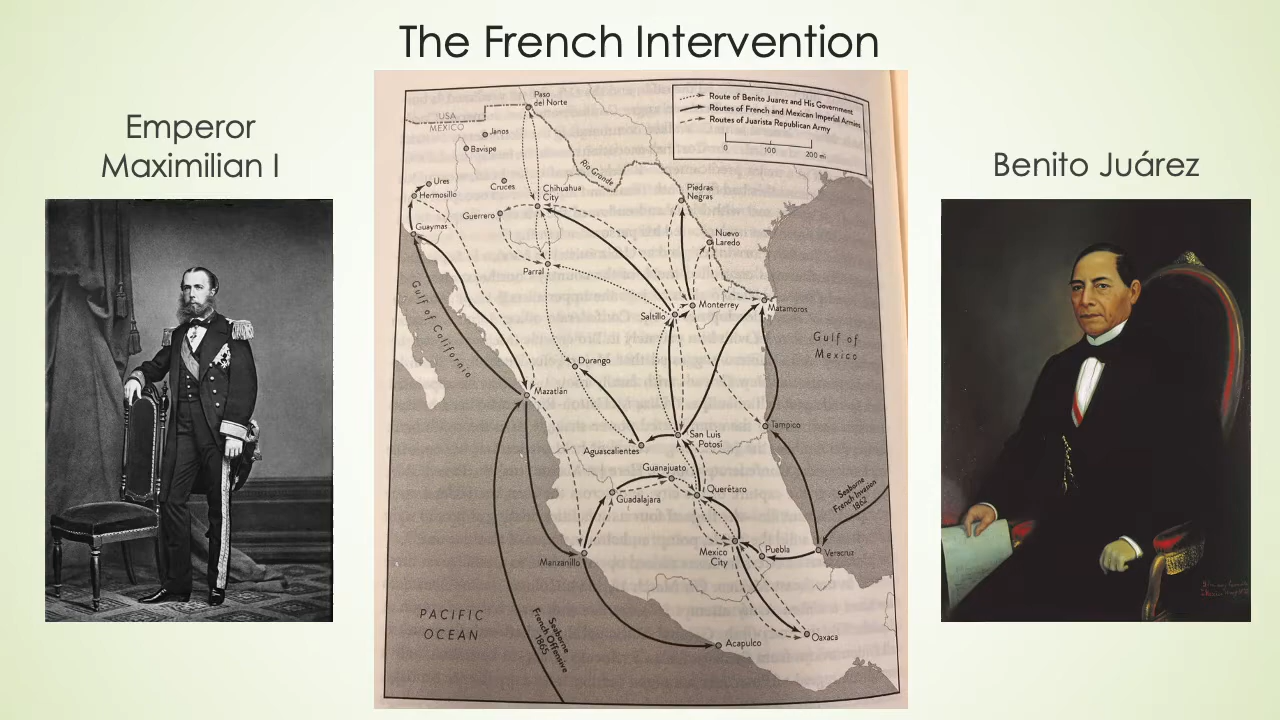 The French Intervention
Emperor
Maximilian I
Benito Juárez
Route of Benito Juarez and His Government
Routes of French and Mexican Imperial Armies
Routes of Juarista Republican Army
0 100 200 mi
Paso
del Norte
USA
MEXICO
Janos
Bavispe
Ures
Hermosillo
Cruces
Chihuahua
City
Guerrero
Guaymas
Parral
Rio Grande
Piedras
Negras
Nuevo
Laredo
Monterrey
Saltillo
Matamoros
Gulf of California
Gulf of
Mexico
Durango
Mazatlán
San Luis
Potosí
Tampico
Aguascalientes
Guanajuato
Guadalajara
Querétaro
Seaborne
French Invasion
1862
Manzanillo
Mexico
City
Puebla
Veracruz
PACIFIC
OCEAN
Seaborne
French Offensive
1865
Acapulco
Oaxaca